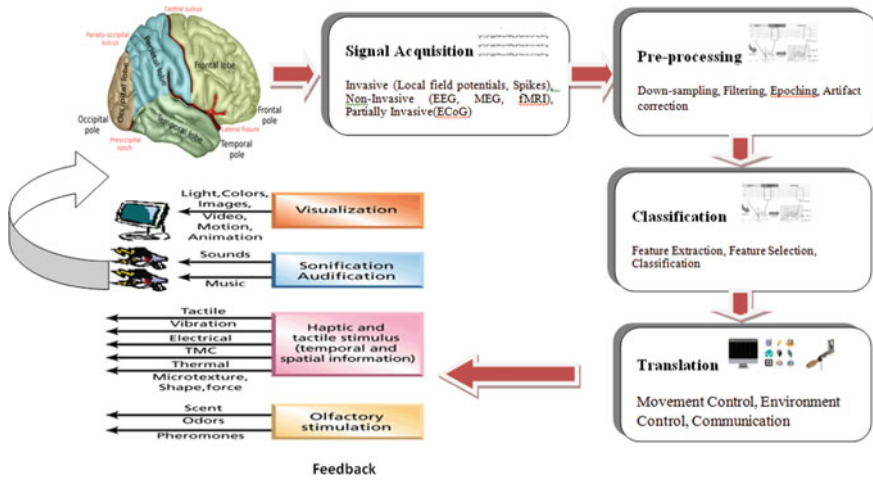 Central sulcus
Parieto-occipital
sulcus
Parietal lobe
Frontal lobe
Occipital lobe
Occipital
pole
Temporal lobe
Frontal
pole
Lateral fissure
Temporal
pole
Preoccipital
notch
Signal Acquisition
Invasive (Local field potentials, Spikes),
Non-Invasive (EEG, MEG, fMRI),
Partially Invasive(ECoG)
Pre-processing
Down-sampling, Filtering, Epoching, Artifact
correction
Classification
Feature Extraction, Feature Selection,
Classification
Translation
Movement Control, Environment
Control, Communication
Light,Colors,
Images,
Video,
Motion,
Animation
Visualization
Sounds
Music
Sonification
Audification
Tactile
Vibration
Electrical
TMC
Thermal
Microtexture,
Shape,force
Haptic and
tactile stimulus
(temporal and
spatial information)
Scent
Odors
Pheromones
Olfactory
stimulation
Feedback